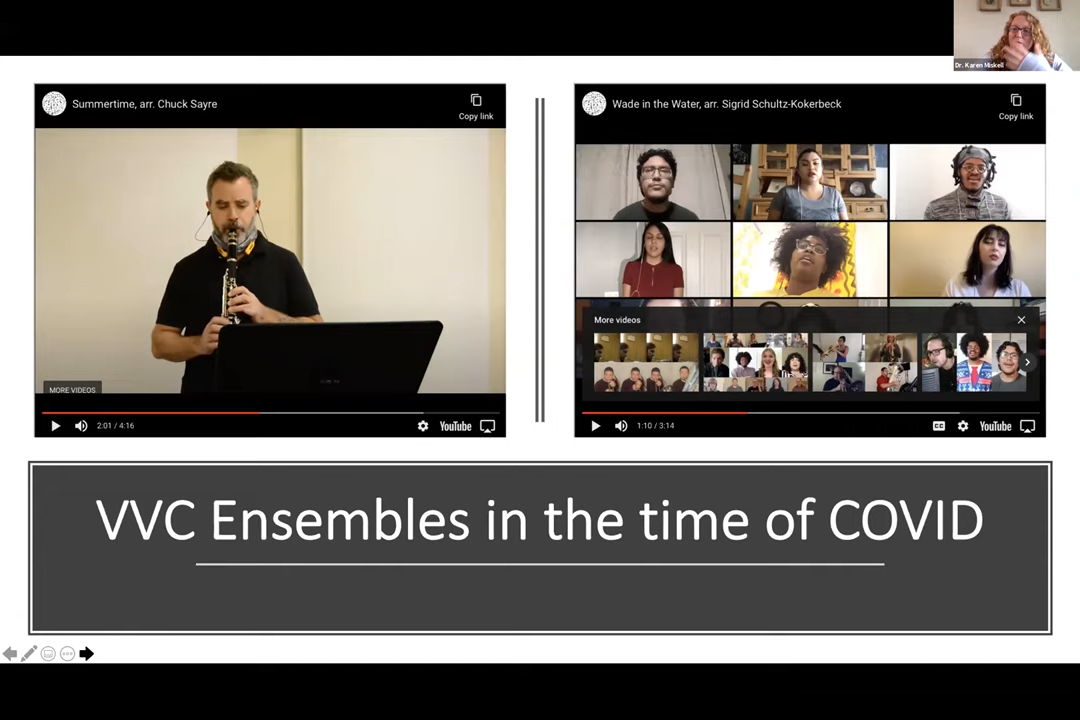 Dr. Karen Miskell
Summertime, arr. Chuck Sayre
Copy link
MORE VIDEOS
2:01 / 4:16
YouTube
Wade in the Water, arr. Sigrid Schultz-Kokerbeck
Copy link
More videos
1:10 / 3:14
CC
YouTube
VVC Ensembles in the time of COVID